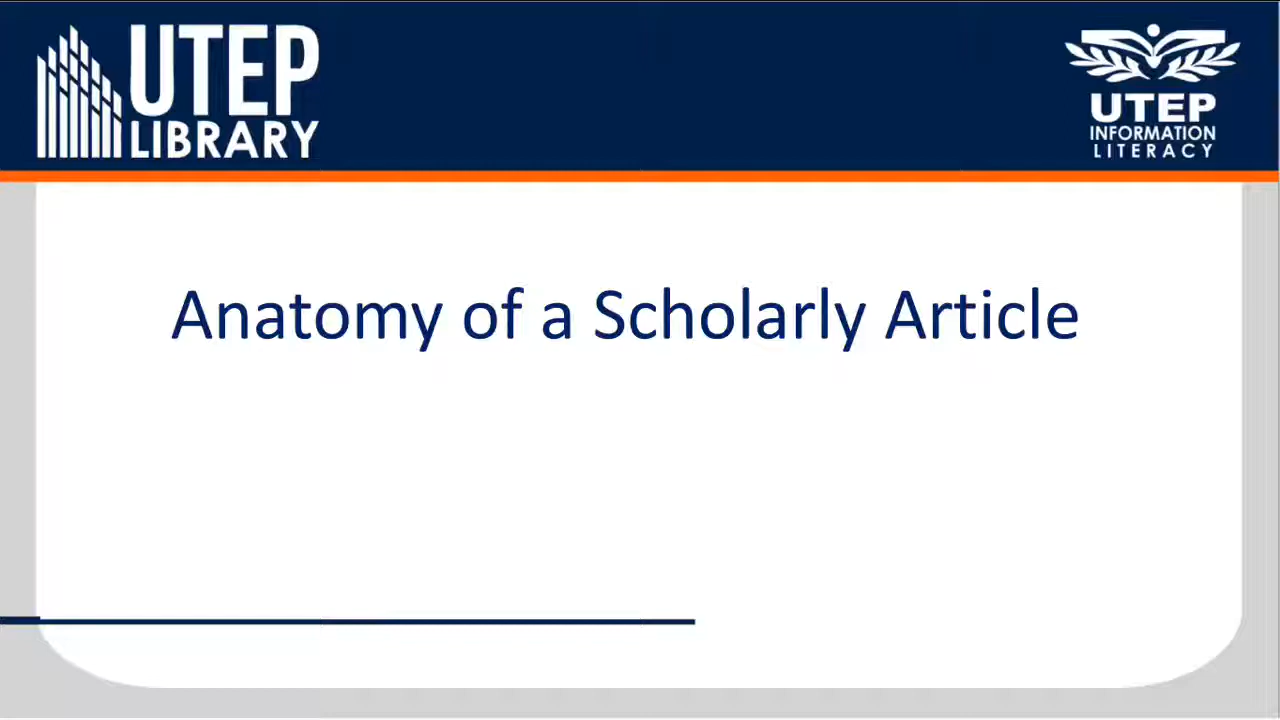 UTEP
LIBRARY
UTEP
INFORMATION
LITERACY
Anatomy of a Scholarly Article